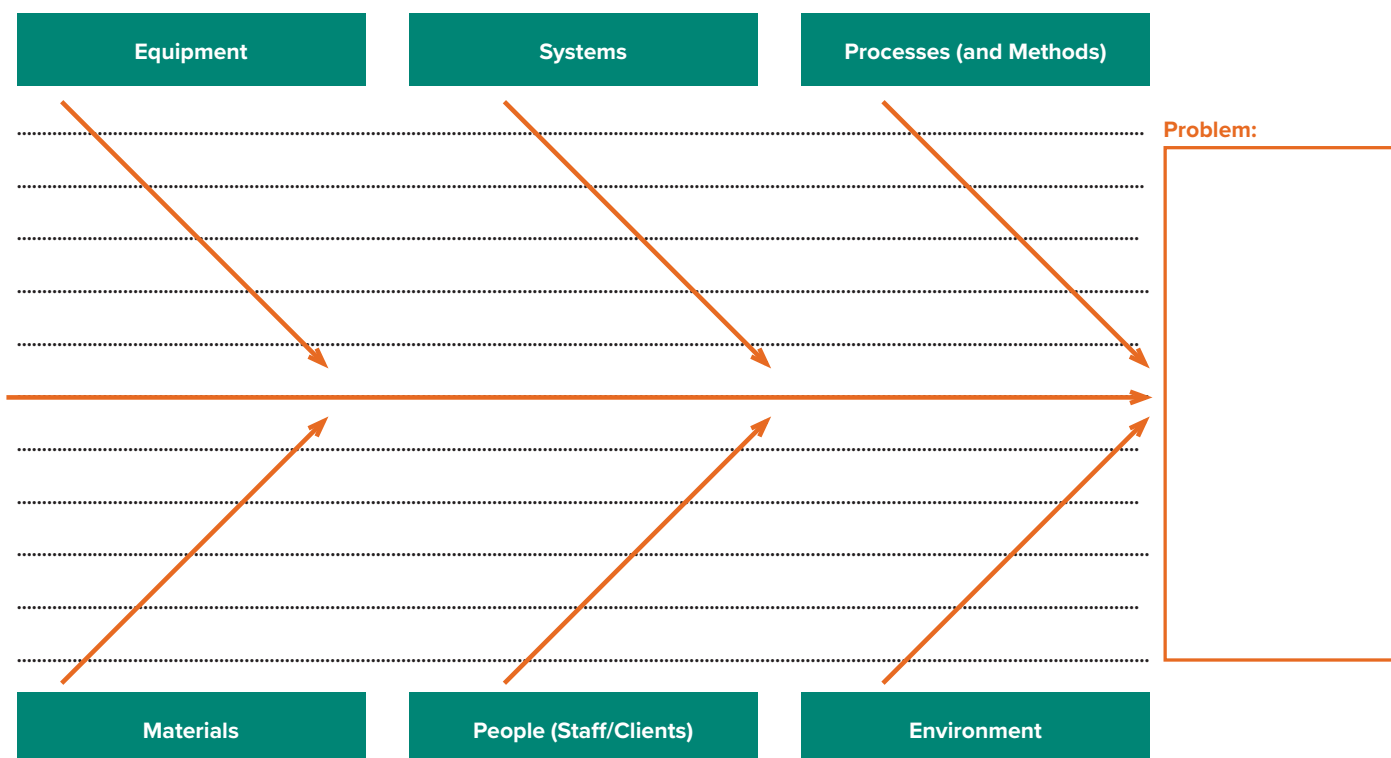 Equipment
Systems
Processes (and Methods)
Problem:
Materials
People (Staff/Clients)
Environment